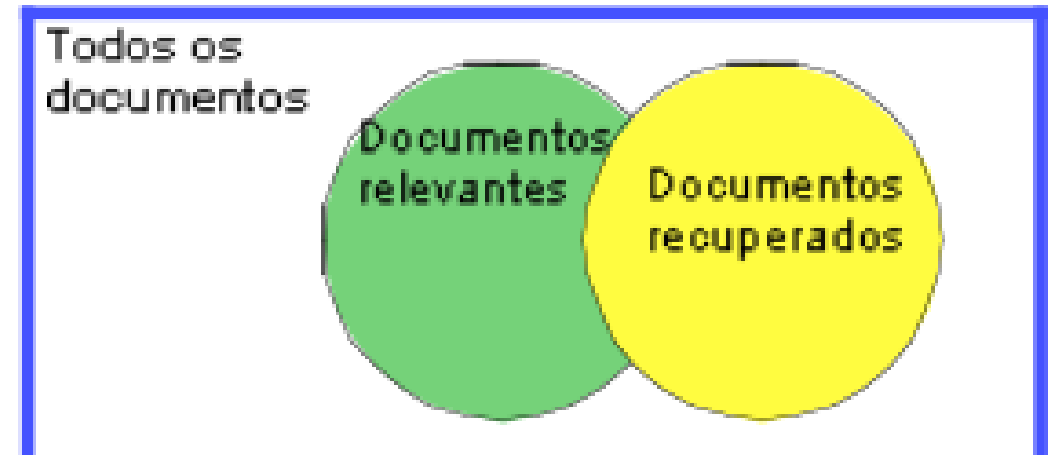 Todos os
documentos
Documentos
relevantes
Documentos
recuperados